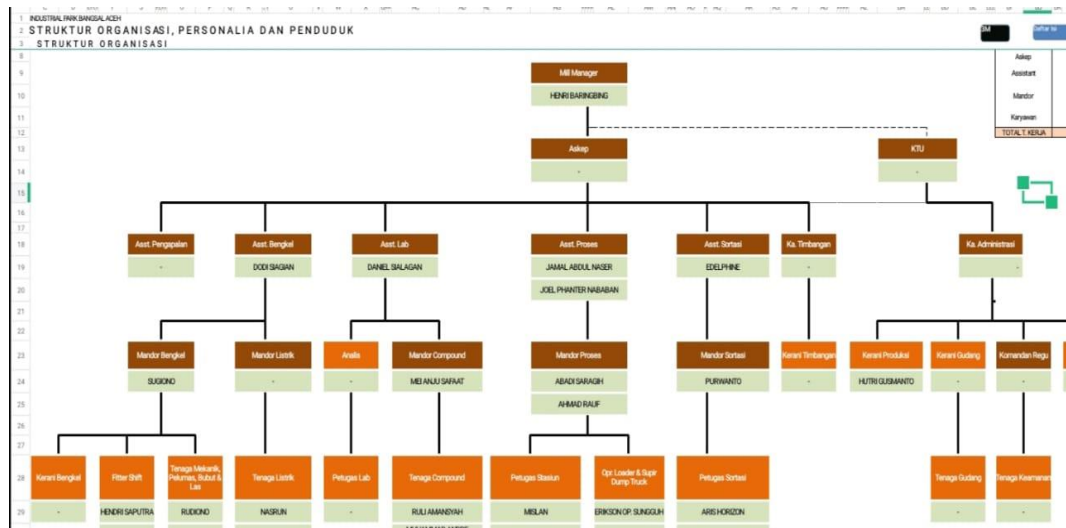 INDUSTRIAL PARK BANGSAL ACEH
STRUKTUR ORGANISASI, PERSONALIA DAN PENDUDUK
STRUKTUR ORGANISASI
Askep
Assistant
Mandor
Karyawan
TOTAL T. KERJA
Mill Manager
HENRI BARINGBING
Askep
-
KTU
-
Asst. Pengapalan
-
Asst. Bengkel
DODI SIAGIAN
Asst. Lab
DANIEL SIALAGAN
Asst. Proses
JAMAL ABDUL NASER
JOEL PHANTER NABABAN
Asst. Sortasi
EDELPHINE
Ka. Timbangan
-
Ka. Administrasi
-
Mandor Bengkel
SUGIONO
Mandor Listrik
-
Analis
-
Mandor Compound
MEI ANJU SAFAAT
Mandor Proses
ABADI SARAGIH
AHMAD RAUF
Mandor Sortasi
PURWANTO
Kerani Timbangan
-
Kerani Produksi
HUTRI GUSMANTO
Kerani Gudang
-
Komandan Regu
-
Kerani Bengkel
-
Fitter Shift
HENDRI SAPUTRA
Tenaga Mekanik,
Pelumas, Bubut &
Las
RUDIONO
Tenaga Listrik
NASRUN
Petugas Lab
-
Tenaga Compound
RULI AMANSYAH
Petugas Stasiun
MISLAN
Opr. Loader & Supir
Dump Truck
ERIKSON OP. SUNGGUH
Petugas Sortasi
ARIS HORIZON
Tenaga Gudang
-
Tenaga Keamanan
-